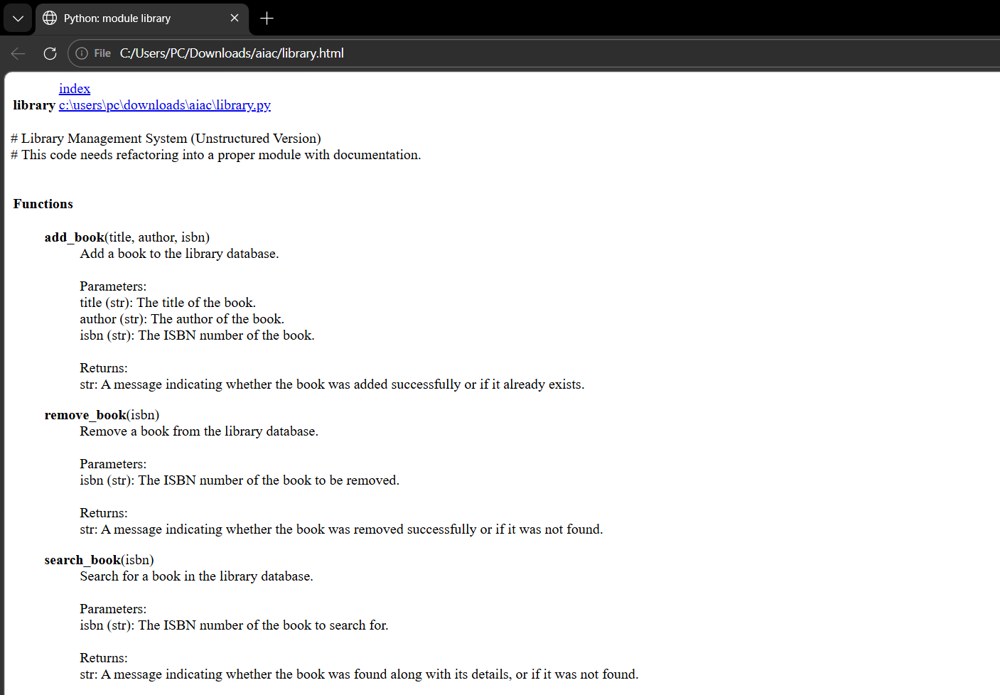 Python: module library
File C:/Users/PC/Downloads/aiac/library.html
index
library c:\users\pc\downloads\aiac\library.py
# Library Management System (Unstructured Version)
# This code needs refactoring into a proper module with documentation.
Functions
add_book(title, author, isbn)
Add a book to the library database.
Parameters:
title (str): The title of the book.
author (str): The author of the book.
isbn (str): The ISBN number of the book.
Returns:
str: A message indicating whether the book was added successfully or if it already exists.
remove_book(isbn)
Remove a book from the library database.
Parameters:
isbn (str): The ISBN number of the book to be removed.
Returns:
str: A message indicating whether the book was removed successfully or if it was not found.
search_book(isbn)
Search for a book in the library database.
Parameters:
isbn (str): The ISBN number of the book to search for.
Returns:
str: A message indicating whether the book was found along with its details, or if it was not found.